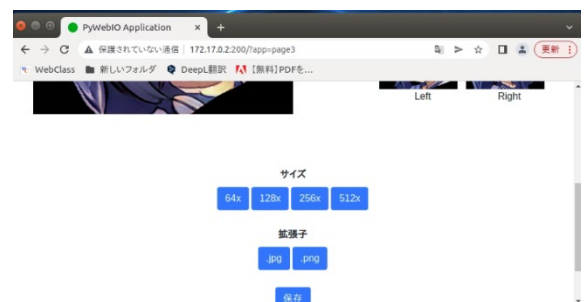 PyWebIO Application
保護されていない通信 | 172.17.0.2:200/?app=page3
更新
WebClass 新しいフォルダ DeepL翻訳 【無料】PDFを...
Left Right
サイズ
64x 128x 256x 512x
拡張子
.jpg .png
保存